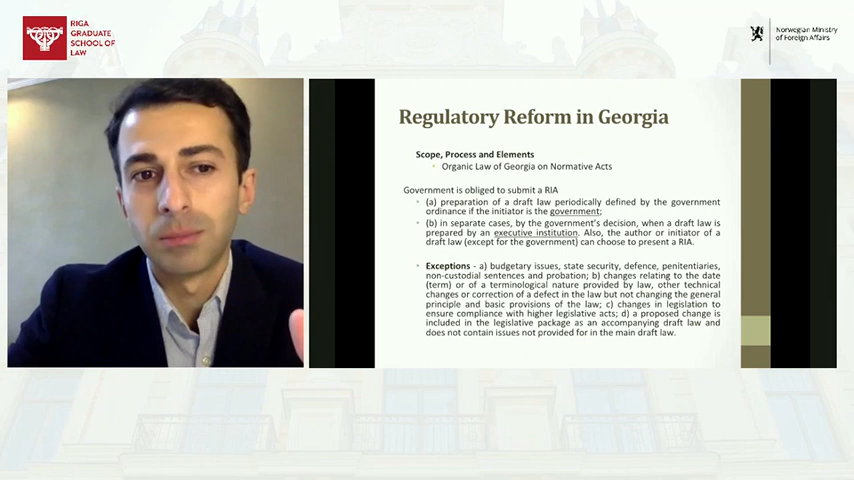 RIGA
GRADUATE
SCHOOL OF
LAW
Norwegian Ministry
of Foreign Affairs
Regulatory Reform in Georgia
Scope, Process and Elements
• Organic Law of Georgia on Normative Acts
Government is obliged to submit a RIA
• (a) preparation of a draft law periodically defined by the government
ordinance if the initiator is the government;
• (b) in separate cases, by the government's decision, when a draft law is
prepared by an executive institution. Also, the author or initiator of a
draft law (except for the government) can choose to present a RIA.
• Exceptions - a) budgetary issues, state security, defence, penitentiaries,
non-custodial sentences and probation; b) changes relating to the date
(term) or of a terminological nature provided by law, other technical
changes or correction of a defect in the law but not changing the general
principle and basic provisions of the law; c) changes in legislation to
ensure compliance with higher legislative acts; d) a proposed change is
included in the legislative package as an accompanying draft law and
does not contain issues not provided for in the main draft law.